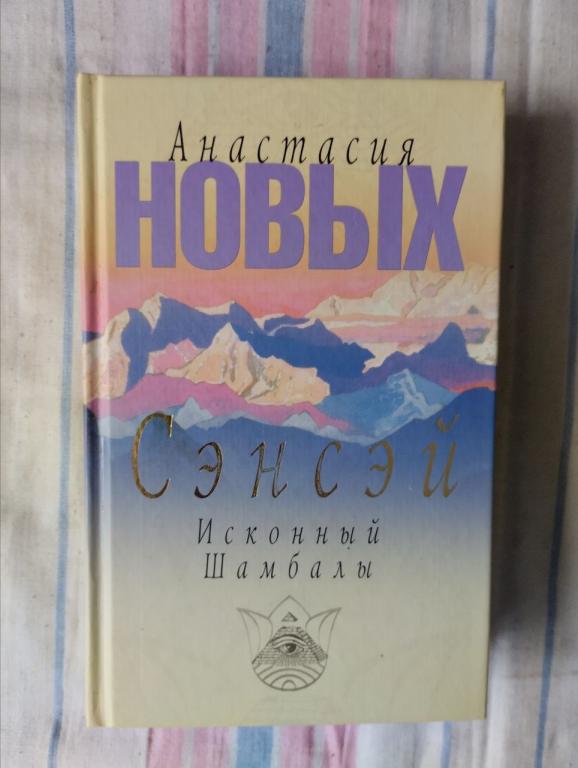 Анастасия
НОВЫХ
Сэнсэй
Исконный
Шамбалы